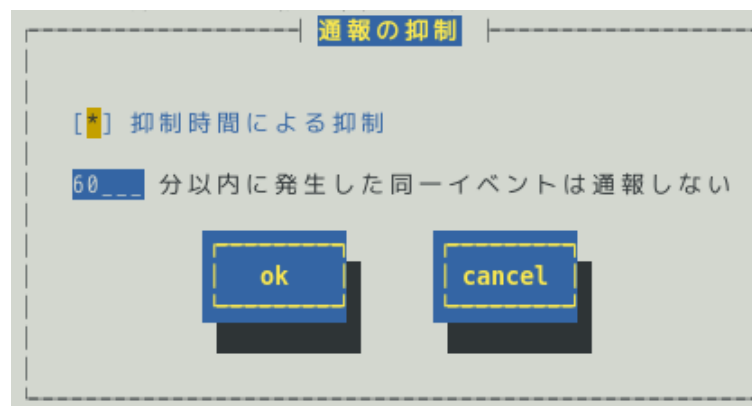 通報の抑制
[*] 抑制時間による抑制
60___ 分以内に発生した同一イベントは通報しない
ok cancel